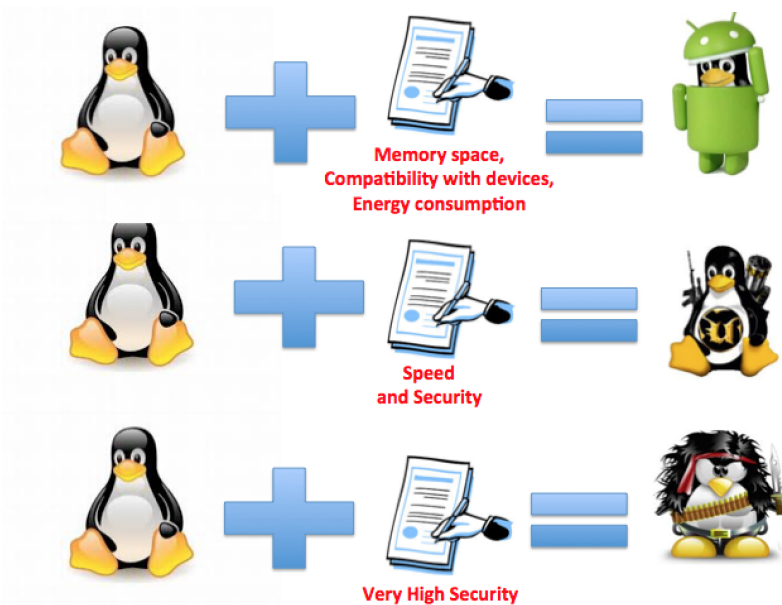 Memory space,
Compatibility with devices,
Energy consumption
Speed
and Security
Very High Security